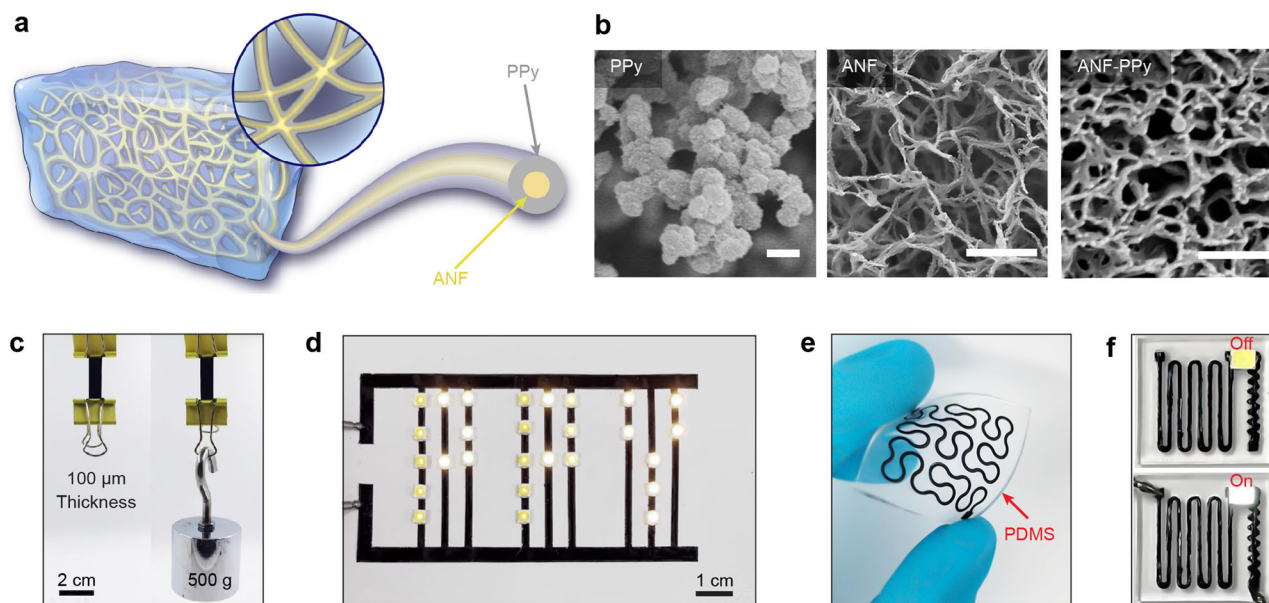 a
PPy
ANF
b
PPy
ANF
ANF-PPy
c
100 µm
Thickness
2 cm
500 g
d
1 cm
e
PDMS
f
Off
On